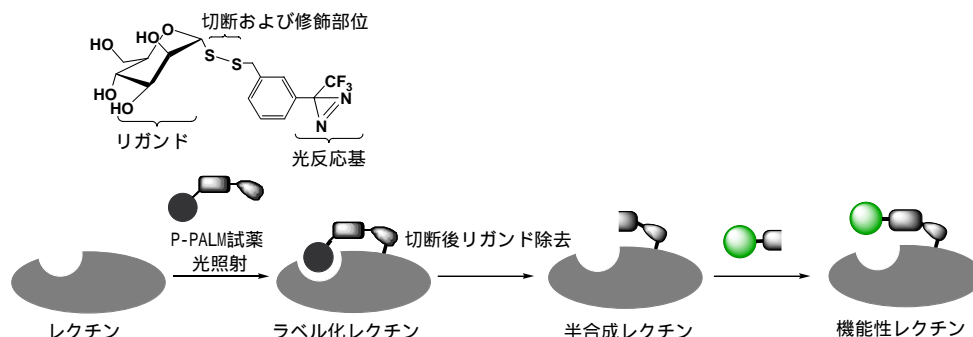 切断および修飾部位
O
HO
HO
S
S
CF3
HO
HO
N
N
リガンド
光反応基
P-PALM試薬
光照射
切断後リガンド除去
レクチン
ラベル化レクチン
半合成レクチン
機能性レクチン